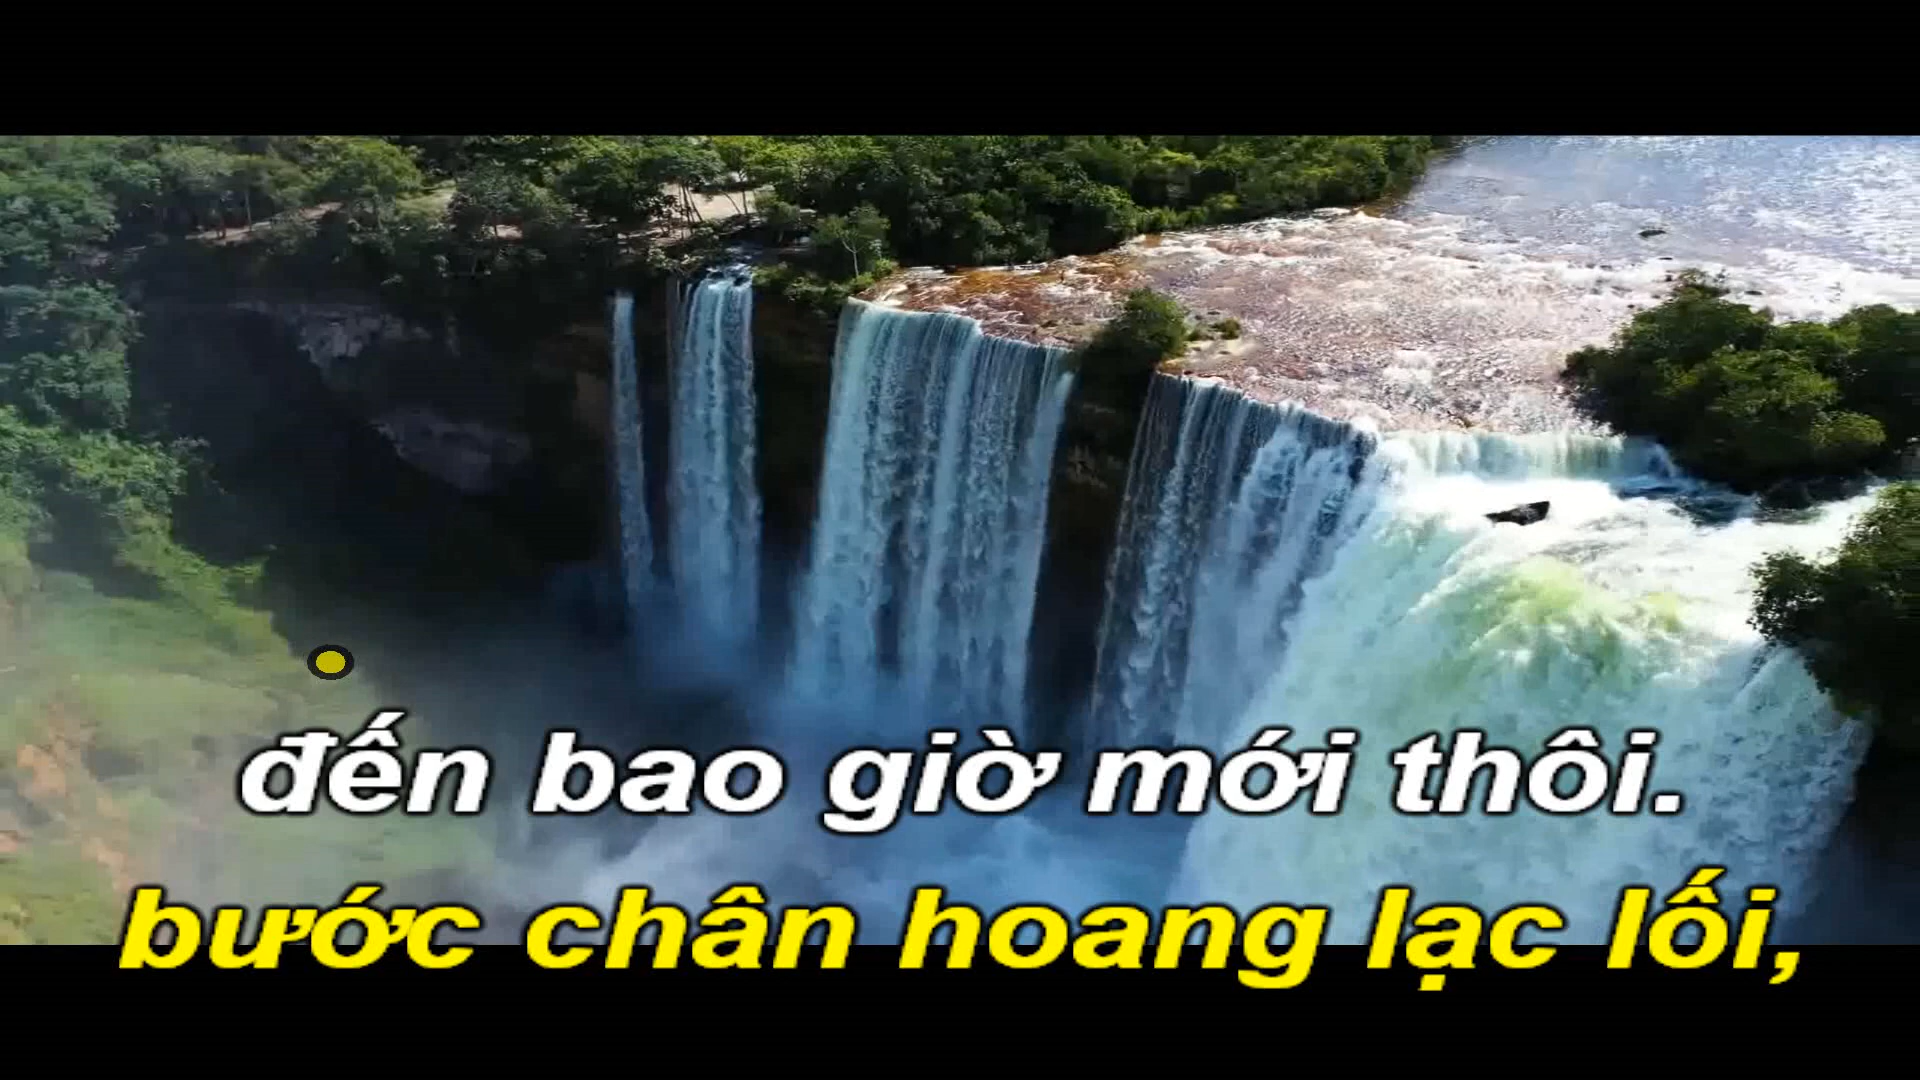 đến bao giờ mới thôi.
bước chân hoang lạc lối,